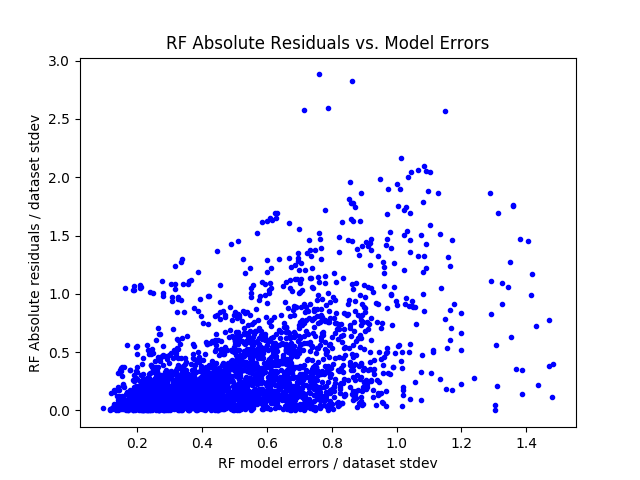 RF Absolute Residuals vs. Model Errors
RF Absolute residuals / dataset stdev
3.0
2.5
2.0
1.5
1.0
0.5
0.0
0.2 0.4 0.6 0.8 1.0 1.2 1.4
RF model errors / dataset stdev